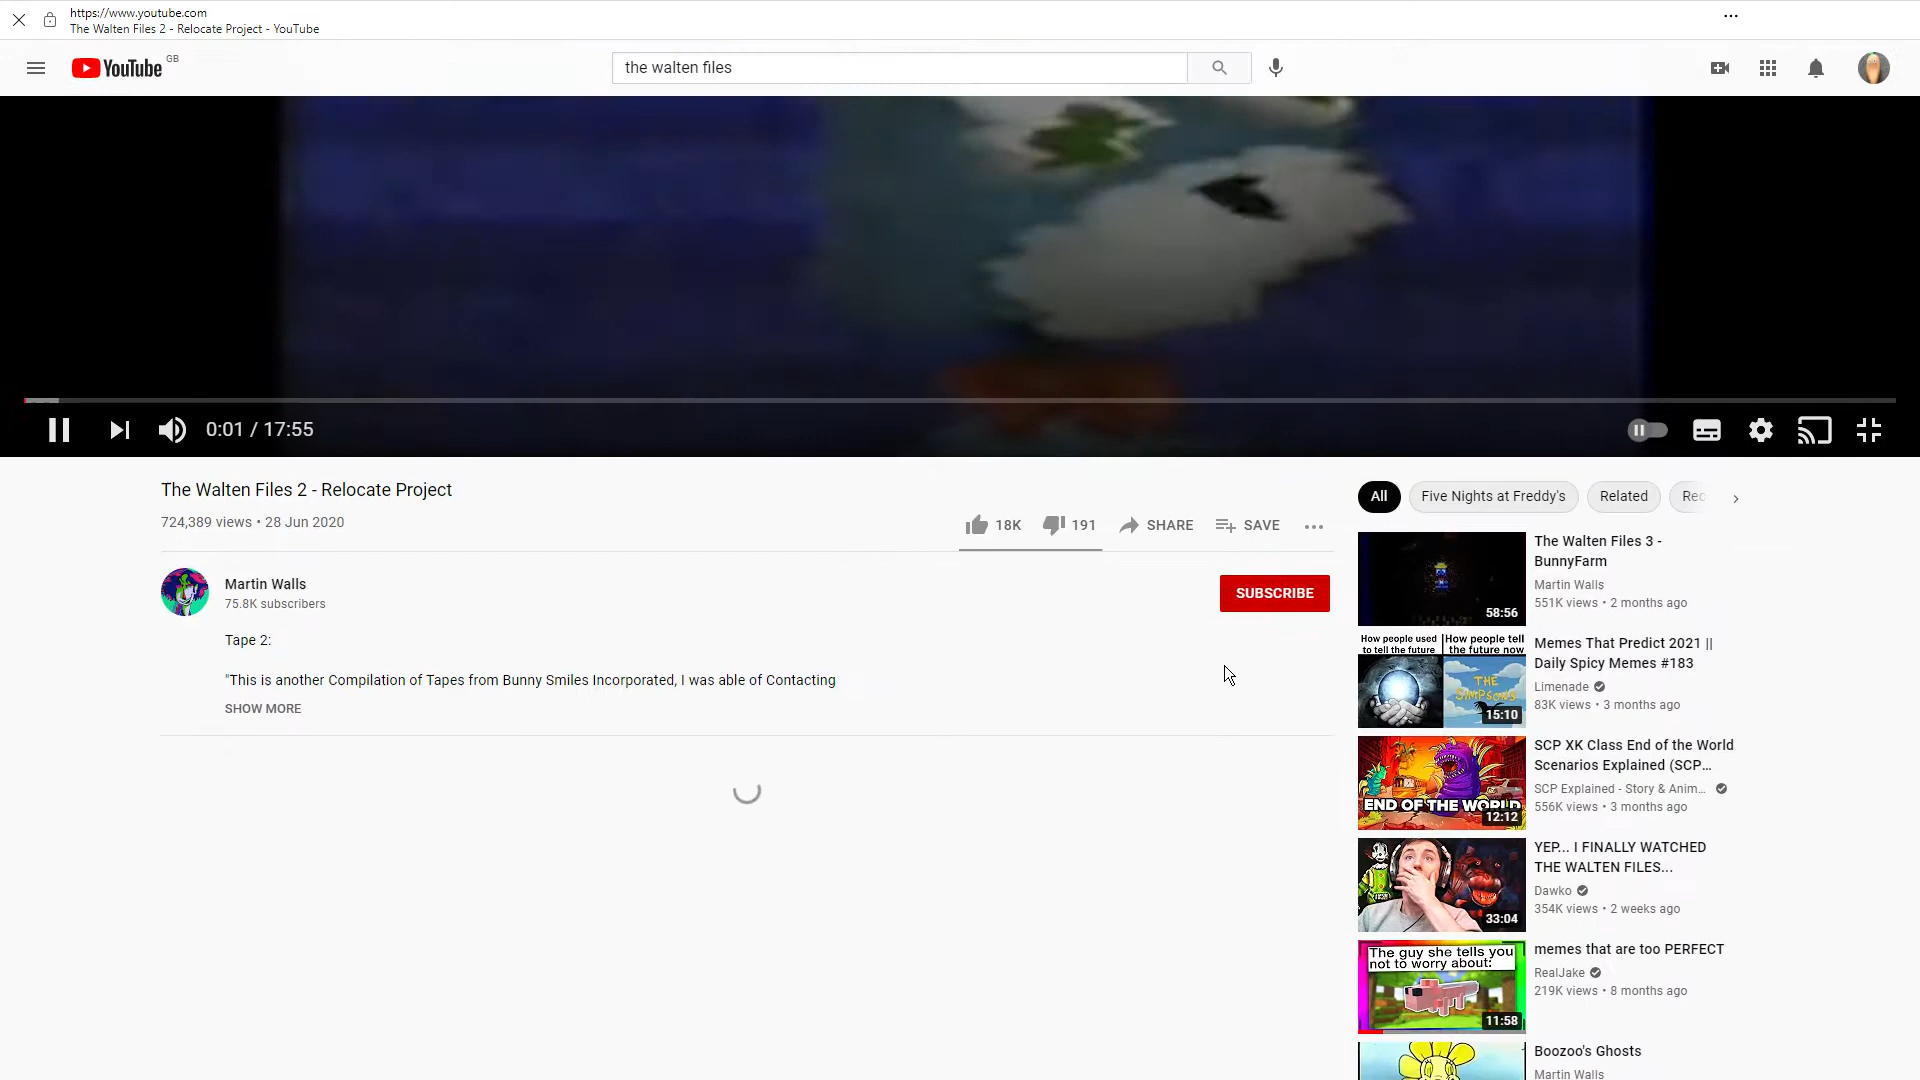 https://www.youtube.com
The Walten Files 2 - Relocate Project - YouTube
YouTube GB
the walten files
0:01 / 17:55
The Walten Files 2 - Relocate Project
724,389 views • 28 Jun 2020
18K
191
SHARE
SAVE
Martin Walls
75.8K subscribers
SUBSCRIBE
Tape 2:
"This is another Compilation of Tapes from Bunny Smiles Incorporated, I was able of Contacting
SHOW MORE
All
Five Nights at Freddy's
Related
Rec
58:56
The Walten Files 3 -
BunnyFarm
Martin Walls
551K views • 2 months ago
How people used
to tell the future
How people tell
the future now
THE
SIMPSONS
15:10
Memes That Predict 2021 ||
Daily Spicy Memes #183
Limenade
83K views • 3 months ago
END OF THE WORLD
12:12
SCP XK Class End of the World
Scenarios Explained (SCP...
SCP Explained - Story & Anim...
556K views • 3 months ago
33:04
YEP... I FINALLY WATCHED
THE WALTEN FILES...
Dawko
354K views • 2 weeks ago
The guy she tells you
not to worry about:
11:58
memes that are too PERFECT
RealJake
219K views • 8 months ago
Boozoo's Ghosts
Martin Walls